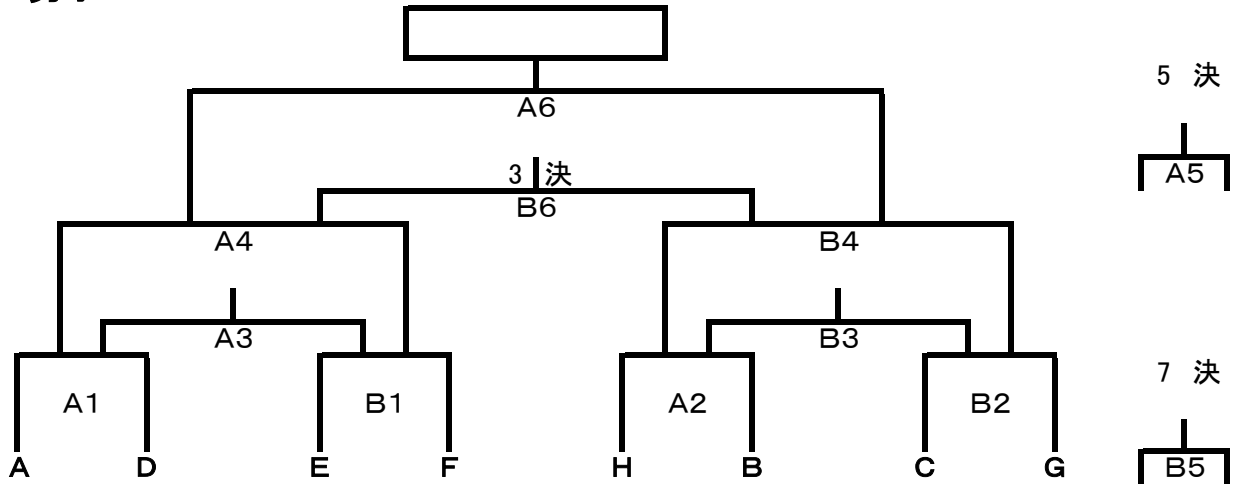 A6
5 決
3 決
A5
B6
A4 B4
A3 B3
7 決
A1 B1 A2 B2
A D E F H B C G
B5